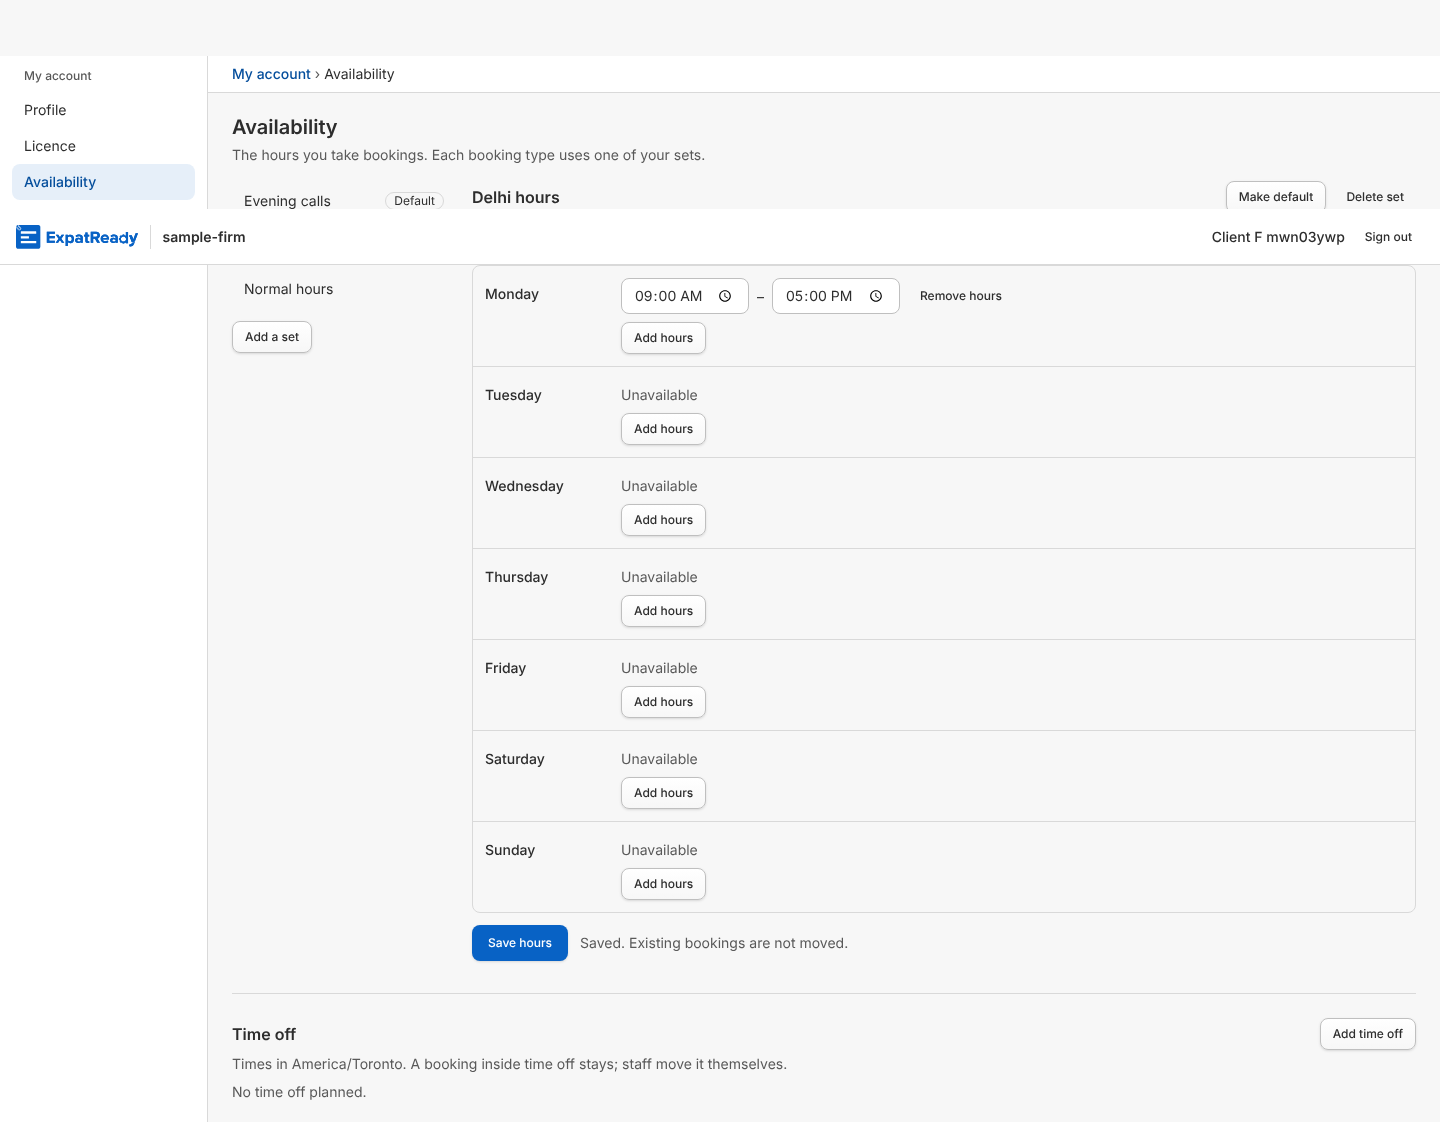 My account
Profile
Licence
Availability
My account › Availability
Availability
The hours you take bookings. Each booking type uses one of your sets.
Evening calls Default
Delhi hours Make default Delete set
ExpatReady sample-firm Client F mwn03ywp Sign out
Normal hours
Add a set
Monday 09:00 AM – 05:00 PM Remove hours
Add hours
Tuesday Unavailable
Add hours
Wednesday Unavailable
Add hours
Thursday Unavailable
Add hours
Friday Unavailable
Add hours
Saturday Unavailable
Add hours
Sunday Unavailable
Add hours
Save hours Saved. Existing bookings are not moved.
Time off Add time off
Times in America/Toronto. A booking inside time off stays; staff move it themselves.
No time off planned.